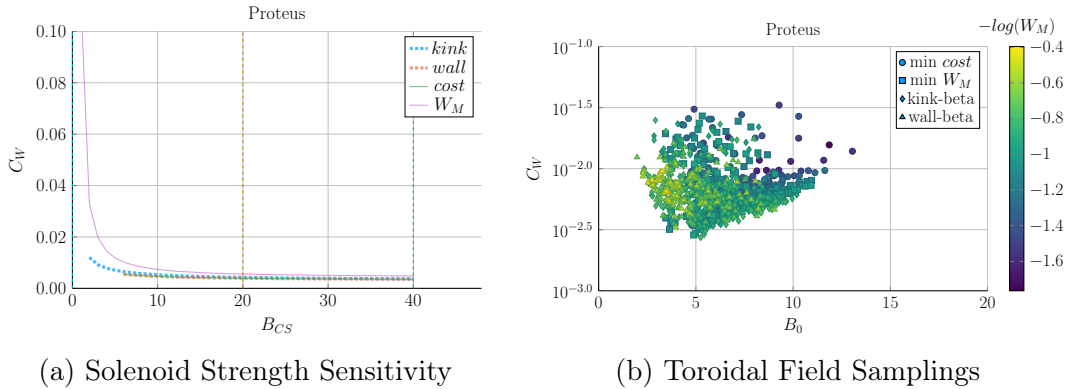 Proteus
0.10
0.08
0.06
0.04
0.02
0.00
C_W
kink
wall
cost
W_M
0 10 20 30 40
B_{CS}
(a) Solenoid Strength Sensitivity
Proteus
−log(W_M)
10^{−1.0}
10^{−1.5}
10^{−2.0}
10^{−2.5}
10^{−3.0}
C_W
min cost
min W_M
kink-beta
wall-beta
0 5 10 15 20
B_0
−0.4
−0.6
−0.8
−1
−1.2
−1.4
−1.6
(b) Toroidal Field Samplings